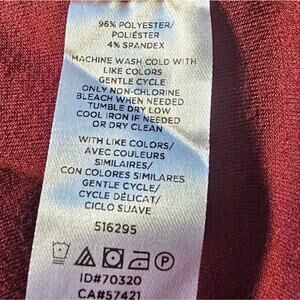 96% POLYESTER/
POLIÉSTER
4% SPANDEX
MACHINE WASH COLD WITH
LIKE COLORS
GENTLE CYCLE
ONLY NON-CHLORINE
BLEACH WHEN NEEDED
TUMBLE DRY LOW
COOL IRON IF NEEDED
OR DRY CLEAN
WITH LIKE COLORS/
AVEC COULEURS
SIMILAIRES/
CON COLORES SIMILARES
GENTLE CYCLE/
CYCLE DÉLICAT/
CICLO SUAVE
516295
P
ID#70320
CA#57421